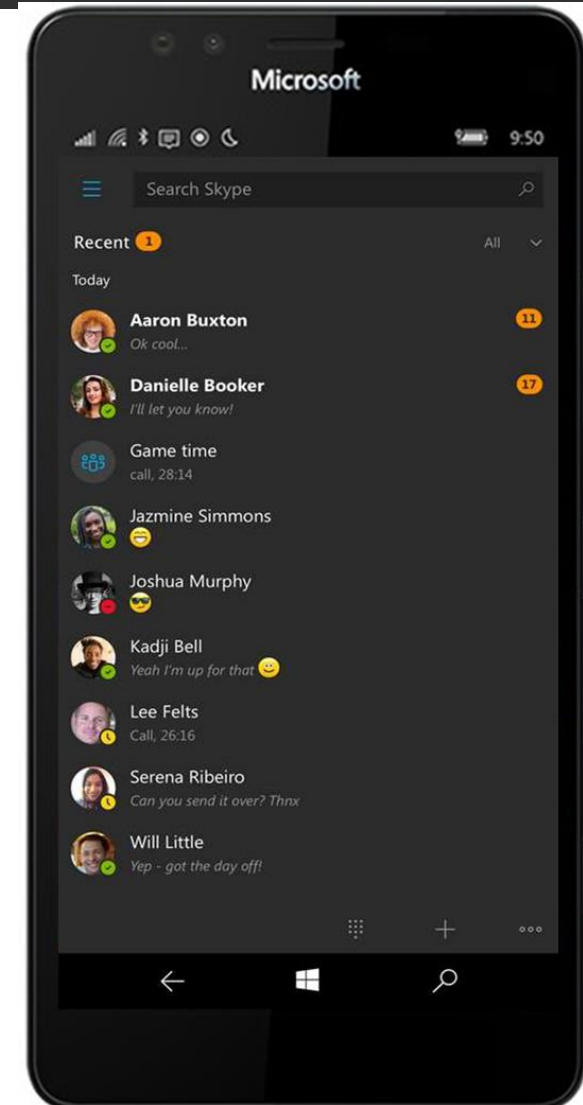 Microsoft
9:50
Search Skype
Recent 1
All
Today
Aaron Buxton
11
Ok cool...
Danielle Booker
17
I'll let you know!
Game time
call, 28:14
Jazmine Simmons
Joshua Murphy
Kadji Bell
Yeah I'm up for that
Lee Felts
Call, 26:16
Serena Ribeiro
Can you send it over? Thnx
Will Little
Yep - got the day off!